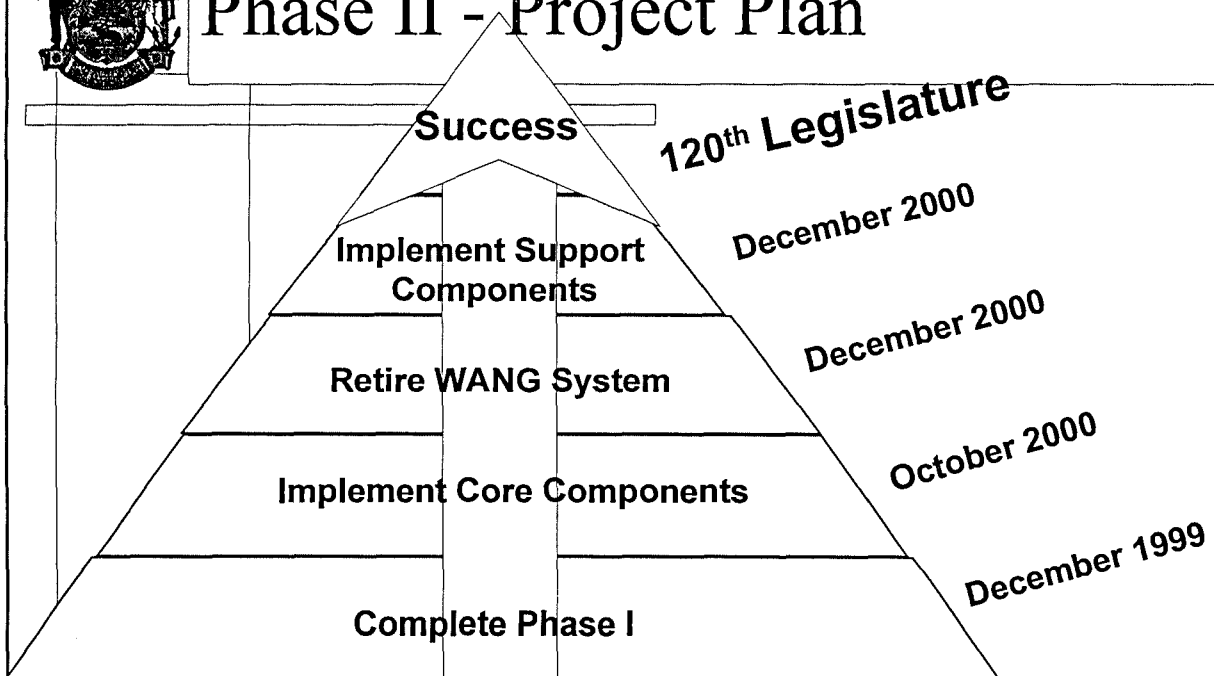 Phase II - Project Plan
Success
120th Legislature
Implement Support
Components
December 2000
Retire WANG System
December 2000
Implement Core Components
October 2000
Complete Phase I
December 1999